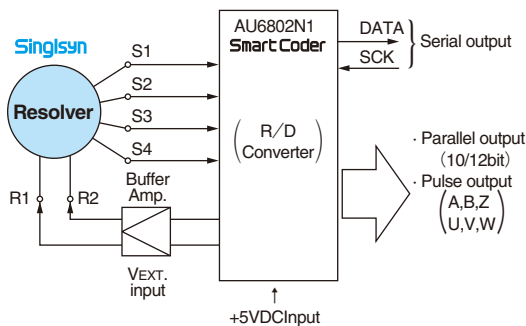 Singlsyn
Resolver
S1
S2
S3
S4
R1
R2
Buffer
Amp.
VEXT.
input
AU6802N1
Smart Coder
( R/D
Converter )
+5VDCInput
DATA
SCK
Serial output
· Parallel output
(10/12bit)
· Pulse output
(A,B,Z
U,V,W)